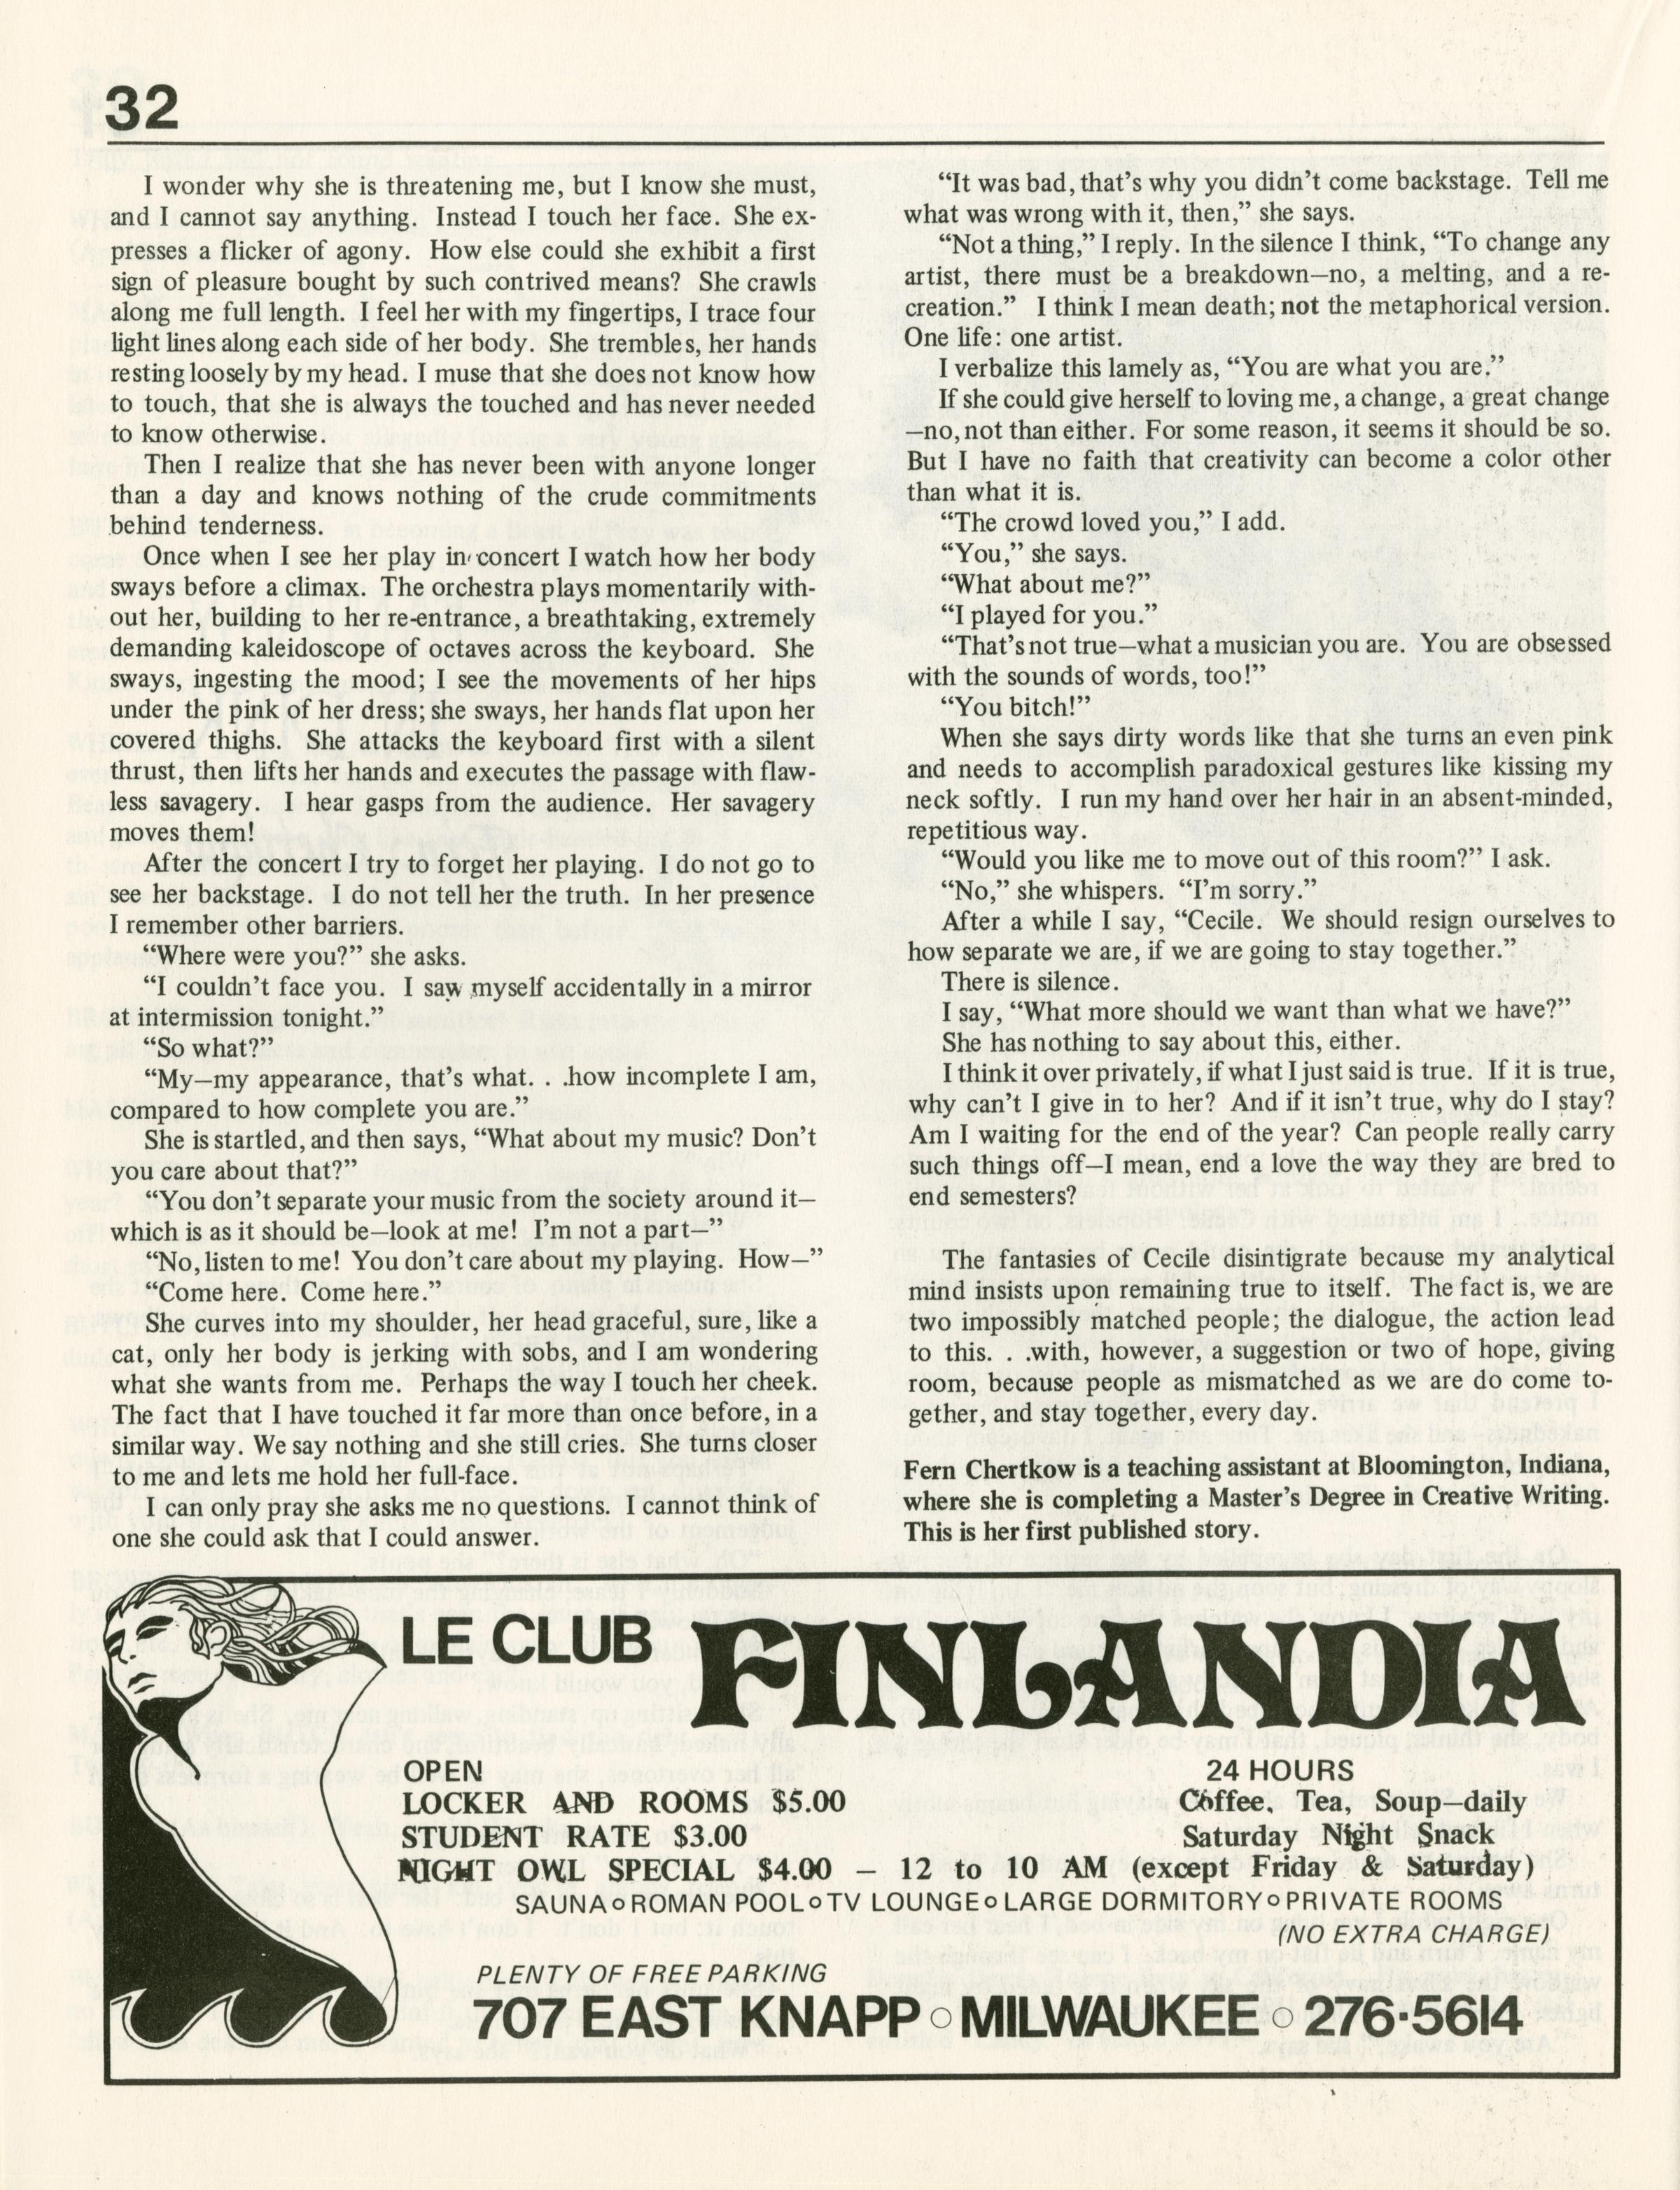 32
I wonder why she is threatening me, but I know she must,
and I cannot say anything. Instead I touch her face. She ex-
presses a flicker of agony. How else could she exhibit a first
sign of pleasure bought by such contrived means? She crawls
along me full length. I feel her with my fingertips, I trace four
light lines along each side of her body. She trembles, her hands
resting loosely by my head. I muse that she does not know how
to touch, that she is always the touched and has never needed
to know otherwise.
Then I realize that she has never been with anyone longer
than a day and knows nothing of the crude commitments
behind tenderness.
Once when I see her play in concert I watch how her body
sways before a climax. The orchestra plays momentarily with-
out her, building to her re-entrance, a breathtaking, extremely
demanding kaleidoscope of octaves across the keyboard. She
sways, ingesting the mood; I see the movements of her hips
under the pink of her dress; she sways, her hands flat upon her
covered thighs. She attacks the keyboard first with a silent
thrust, then lifts her hands and executes the passage with flaw-
less savagery. I hear gasps from the audience. Her savagery
moves them!
After the concert I try to forget her playing. I do not go to
see her backstage. I do not tell her the truth. In her presence
I remember other barriers.
“Where were you?” she asks.
“I couldn’t face you. I saw myself accidentally in a mirror
at intermission tonight.”
“So what?”
“My—my appearance, that’s what. . .how incomplete I am,
compared to how complete you are.”
She is startled, and then says, “What about my music? Don’t
you care about that?”
“You don’t separate your music from the society around it—
which is as it should be—look at me! I’m not a part—”
“No, listen to me! You don’t care about my playing. How—”
“Come here. Come here.”
She curves into my shoulder, her head graceful, sure, like a
cat, only her body is jerking with sobs, and I am wondering
what she wants from me. Perhaps the way I touch her cheek.
The fact that I have touched it far more than once before, in a
similar way. We say nothing and she still cries. She turns closer
to me and lets me hold her full-face.
I can only pray she asks me no questions. I cannot think of
one she could ask that I could answer.
“It was bad, that’s why you didn’t come backstage. Tell me
what was wrong with it, then,” she says.
“Not a thing,” I reply. In the silence I think, “To change any
artist, there must be a breakdown—no, a melting, and a re-
creation.” I think I mean death; not the metaphorical version.
One life: one artist.
I verbalize this lamely as, “You are what you are.”
If she could give herself to loving me, a change, a great change
—no, not than either. For some reason, it seems it should be so.
But I have no faith that creativity can become a color other
than what it is.
“The crowd loved you,” I add.
“You,” she says.
“What about me?”
“I played for you.”
“That’s not true—what a musician you are. You are obsessed
with the sounds of words, too!”
“You bitch!”
When she says dirty words like that she turns an even pink
and needs to accomplish paradoxical gestures like kissing my
neck softly. I run my hand over her hair in an absent-minded,
repetitious way.
“Would you like me to move out of this room?” I ask.
“No,” she whispers. “I’m sorry.”
After a while I say, “Cecile. We should resign ourselves to
how separate we are, if we are going to stay together.”
There is silence.
I say, “What more should we want than what we have?”
She has nothing to say about this, either.
I think it over privately, if what I just said is true. If it is true,
why can’t I give in to her? And if it isn’t true, why do I stay?
Am I waiting for the end of the year? Can people really carry
such things off—I mean, end a love the way they are bred to
end semesters?
The fantasies of Cecile disintigrate because my analytical
mind insists upon remaining true to itself. The fact is, we are
two impossibly matched people; the dialogue, the action lead
to this. . .with, however, a suggestion or two of hope, giving
room, because people as mismatched as we are do come to-
gether, and stay together, every day.
Fern Chertkow is a teaching assistant at Bloomington, Indiana,
where she is completing a Master’s Degree in Creative Writing.
This is her first published story.
LE CLUB FINLANDIA
OPEN 24 HOURS
LOCKER AND ROOMS $5.00 Coffee, Tea, Soup—daily
STUDENT RATE $3.00 Saturday Night Snack
NIGHT OWL SPECIAL $4.00 — 12 to 10 AM (except Friday & Saturday)
SAUNA∘ROMAN POOL∘TV LOUNGE∘LARGE DORMITORY∘PRIVATE ROOMS
(NO EXTRA CHARGE)
PLENTY OF FREE PARKING
707 EAST KNAPP ○ MILWAUKEE ○ 276·5614